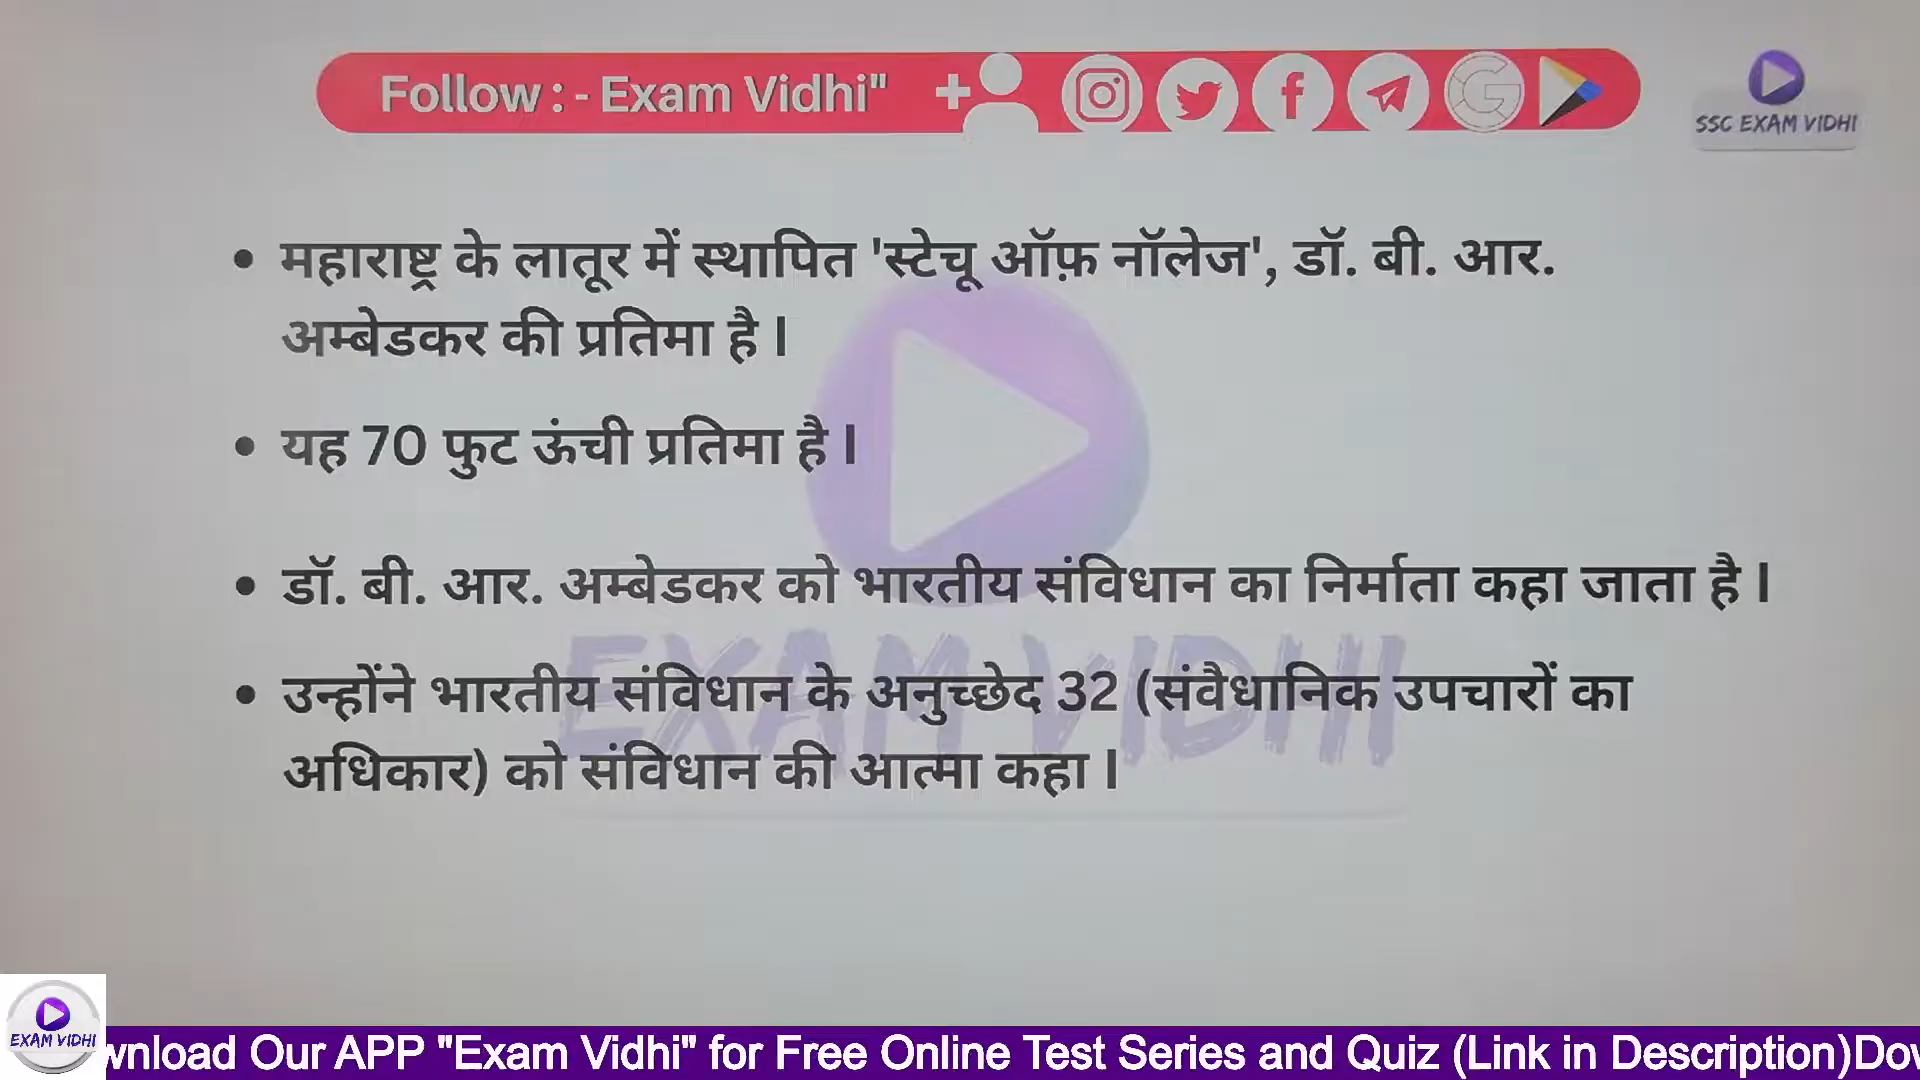 Follow : - Exam Vidhi"
SSC EXAM VIDHI
• महाराष्ट्र के लातूर में स्थापित 'स्टेचू ऑफ़ नॉलेज', डॉ. बी. आर.
अम्बेडकर की प्रतिमा है l
• यह 70 फुट ऊंची प्रतिमा है l
• डॉ. बी. आर. अम्बेडकर को भारतीय संविधान का निर्माता कहा जाता है l
• उन्होंने भारतीय संविधान के अनुच्छेद 32 (संवैधानिक उपचारों का
अधिकार) को संविधान की आत्मा कहा l
EXAM VIDHI
EXAM VIDHI
wnload Our APP "Exam Vidhi" for Free Online Test Series and Quiz (Link in Description)Dov